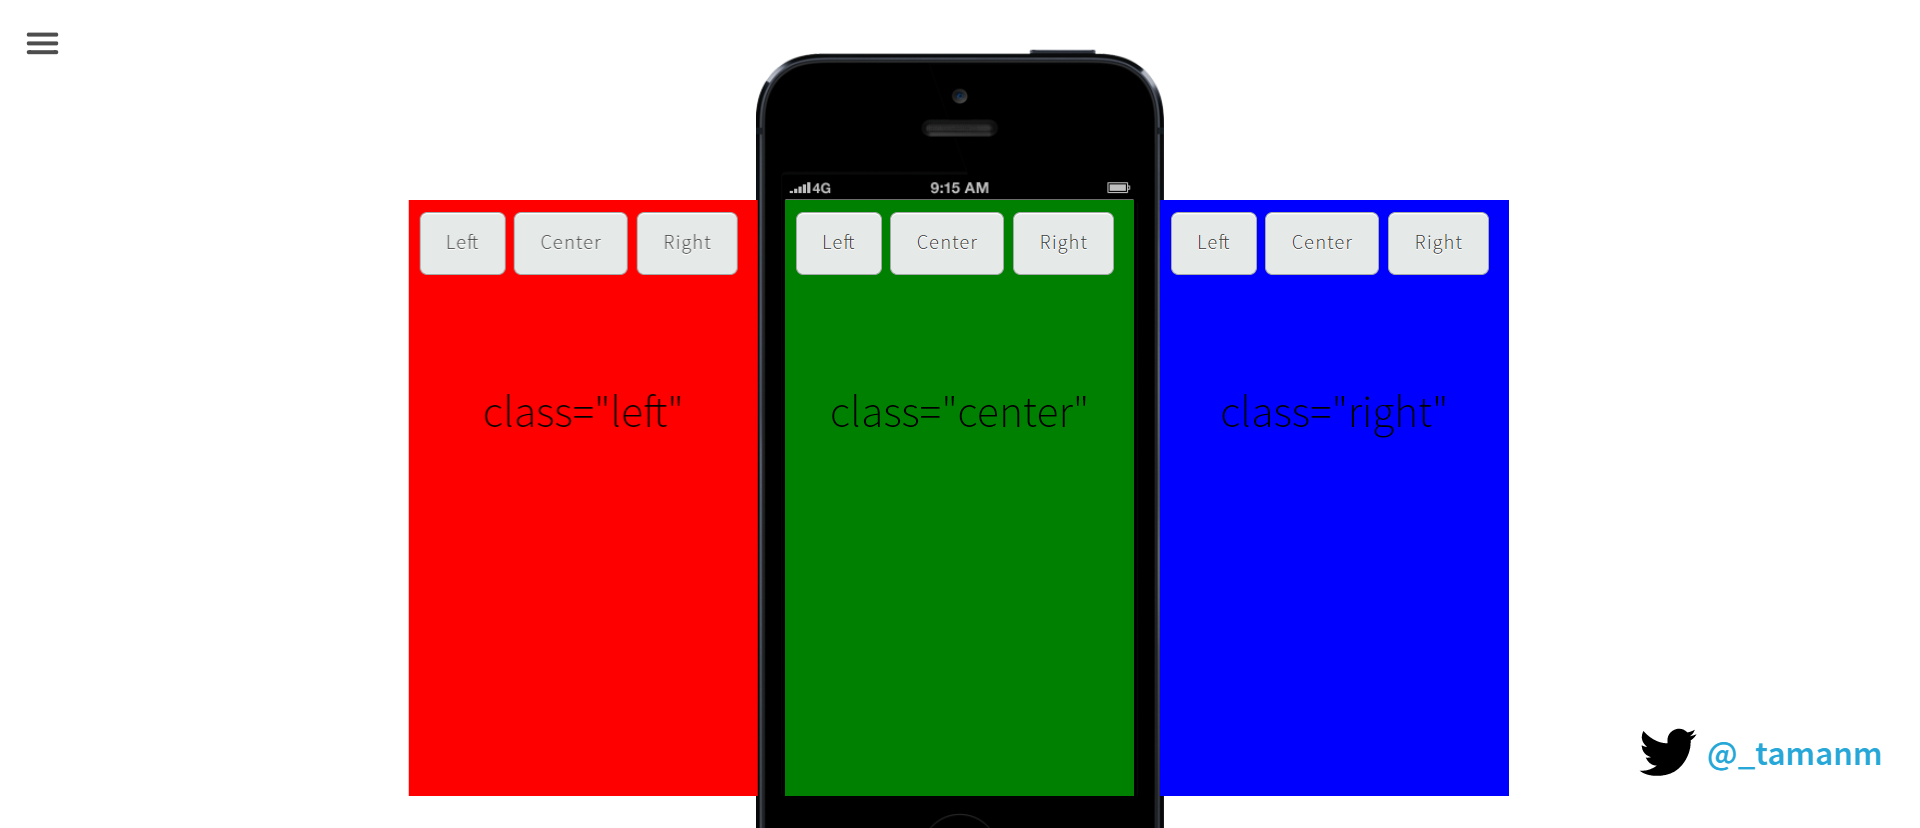 4G 9:15 AM
Left Center Right
Left Center Right
Left Center Right
class="left"
class="center"
class="right"
@_tamanm